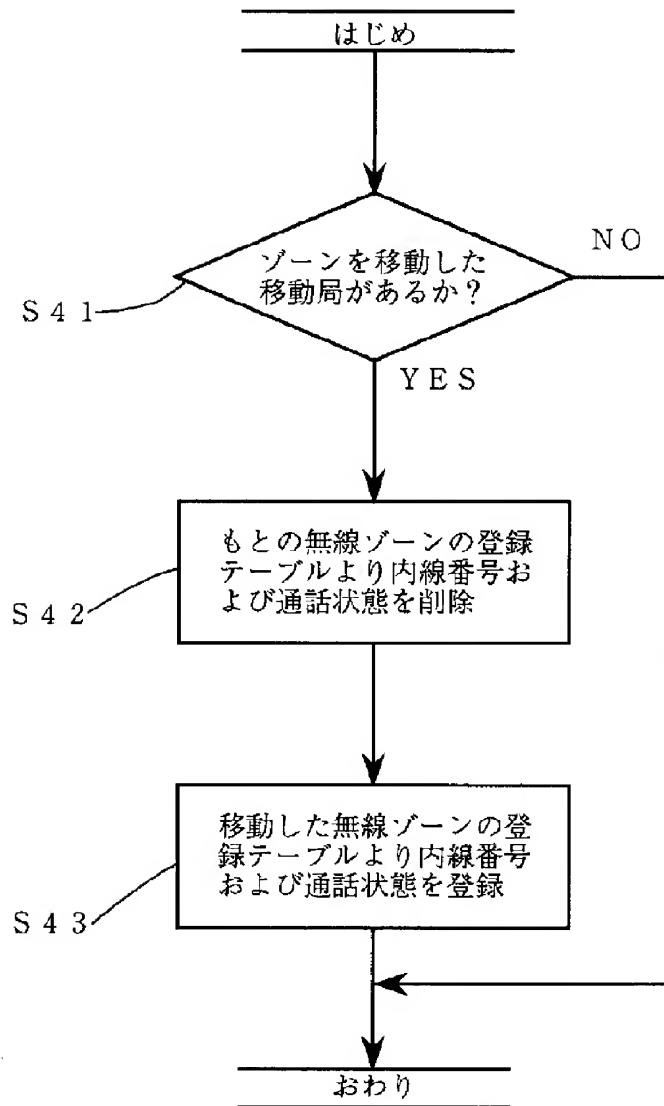 はじめ
ゾーンを移動した
移動局があるか？
NO
S41
YES
もとの無線ゾーンの登録
テーブルより内線番号お
よび通話状態を削除
S42
移動した無線ゾーンの登
録テーブルより内線番号
および通話状態を登録
S43
おわり